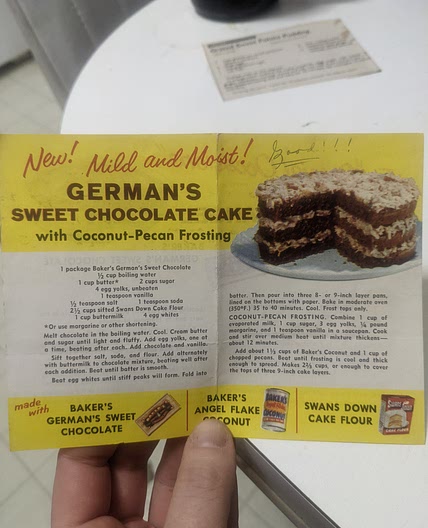 Grated Sweet Potato Pudding
New! Mild and Moist!
Good!!!
GERMAN'S
SWEET CHOCOLATE CAKE
with Coconut-Pecan Frosting
1 package Baker's German's Sweet Chocolate
½ cup boiling water
1 cup butter* 2 cups sugar
4 egg yolks, unbeaten
1 teaspoon vanilla
½ teaspoon salt 1 teaspoon soda
2½ cups sifted Swans Down Cake Flour
1 cup buttermilk 4 egg whites
*Or use margarine or other shortening.
Melt chocolate in the boiling water. Cool. Cream butter
and sugar until light and fluffy. Add egg yolks, one at
a time, beating after each. Add chocolate and vanilla.
Sift together salt, soda, and flour. Add alternately
with buttermilk to chocolate mixture, beating well after
each addition. Beat until batter is smooth.
Beat egg whites until stiff peaks will form. Fold into
batter. Then pour into three 8- or 9-inch layer pans,
lined on the bottoms with paper. Bake in moderate oven
(350°F.) 35 to 40 minutes. Cool. Frost tops only.
COCONUT-PECAN FROSTING. Combine 1 cup of
evaporated milk, 1 cup sugar, 3 egg yolks, ¼ pound
margarine, and 1 teaspoon vanilla in a saucepan. Cook
and stir over medium heat until mixture thickens—
about 12 minutes.
Add about 1⅓ cups of Baker's Coconut and 1 cup of
chopped pecans. Beat until frosting is cool and thick
enough to spread. Makes 2⅔ cups, or enough to cover
the tops of three 9-inch cake layers.
made
with
BAKER'S
GERMAN'S SWEET
CHOCOLATE
BAKER'S
ANGEL FLAKE
COCONUT
BAKER'S
COCONUT
SWANS DOWN
CAKE FLOUR
Swans